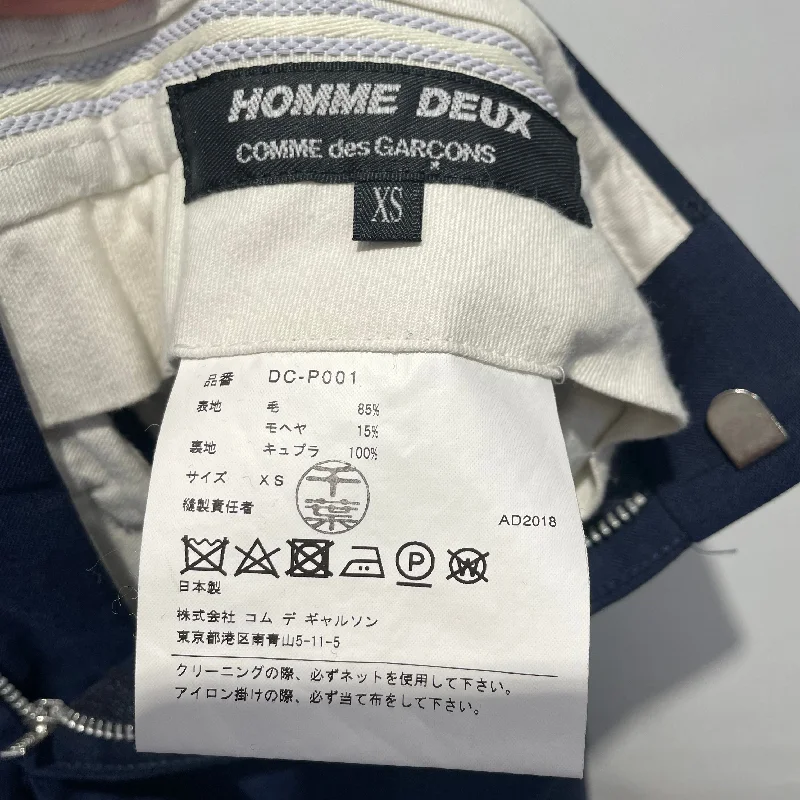 HOMME DEUX
COMME des GARÇONS
XS
品番 DC-P001
表地 毛 85%
モヘヤ 15%
裏地 キュプラ 100%
サイズ XS
縫製責任者 千葉
AD2018
P
W
日本製
株式会社 コム デ ギャルソン
東京都港区南青山5-11-5
クリーニングの際、必ずネットを使用して下さい。
アイロン掛けの際、必ず当て布をして下さい。